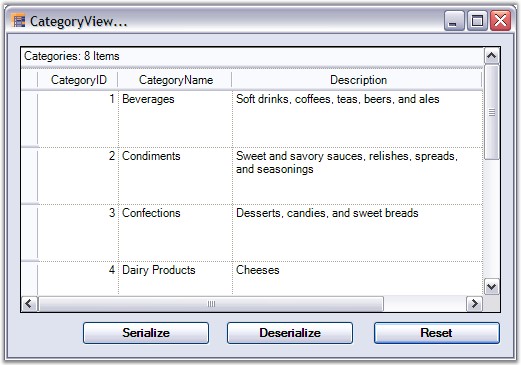 CategoryView...
Categories: 8 Items
CategoryID CategoryName Description
1 Beverages Soft drinks, coffees, teas, beers, and ales
2 Condiments Sweet and savory sauces, relishes, spreads,
and seasonings
3 Confections Desserts, candies, and sweet breads
4 Dairy Products Cheeses
Serialize Deserialize Reset